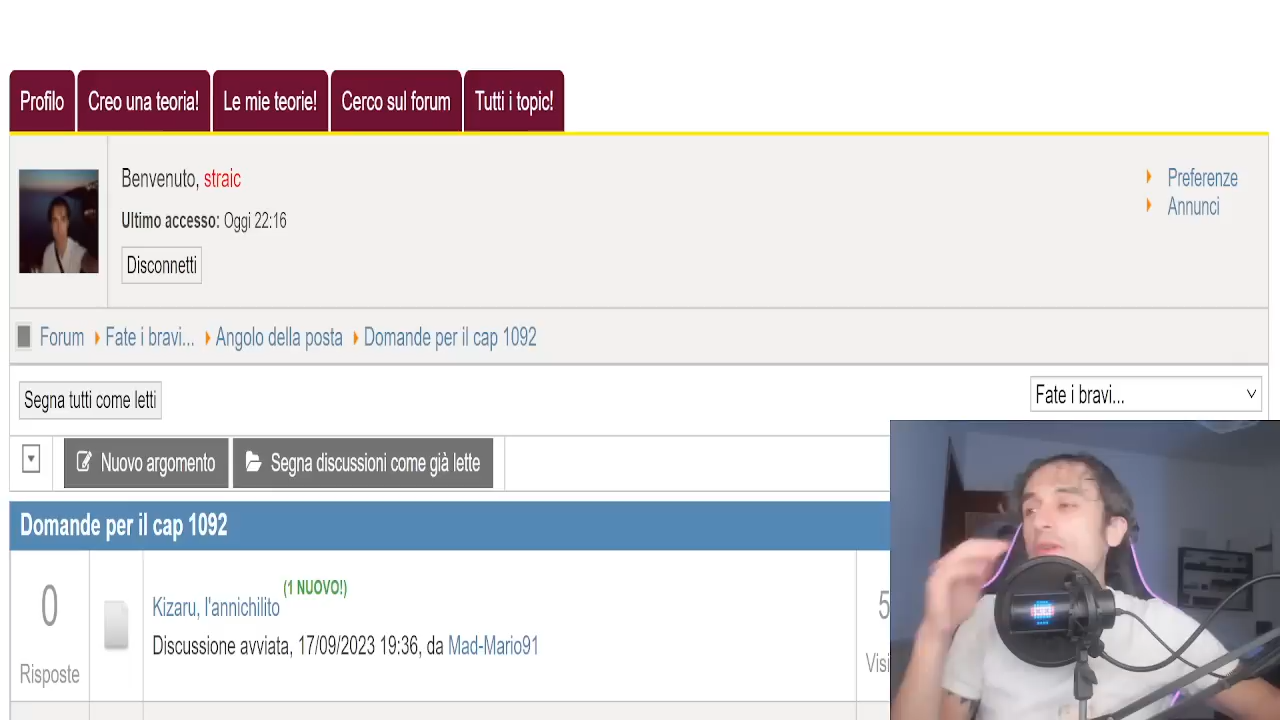 Profilo Creo una teoria! Le mie teorie! Cerco sul forum Tutti i topic!
Benvenuto, straic
Ultimo accesso: Oggi 22:16
Disconnetti
Preferenze
Annunci
Forum Fate i bravi... Angolo della posta Domande per il cap 1092
Segna tutti come letti
Fate i bravi...
Nuovo argomento Segna discussioni come già lette
Domande per il cap 1092
0
Risposte
Kizaru, l'annichilito (1 NUOVO!)
Discussione avviata, 17/09/2023 19:36, da Mad-Mario91
5
Visi